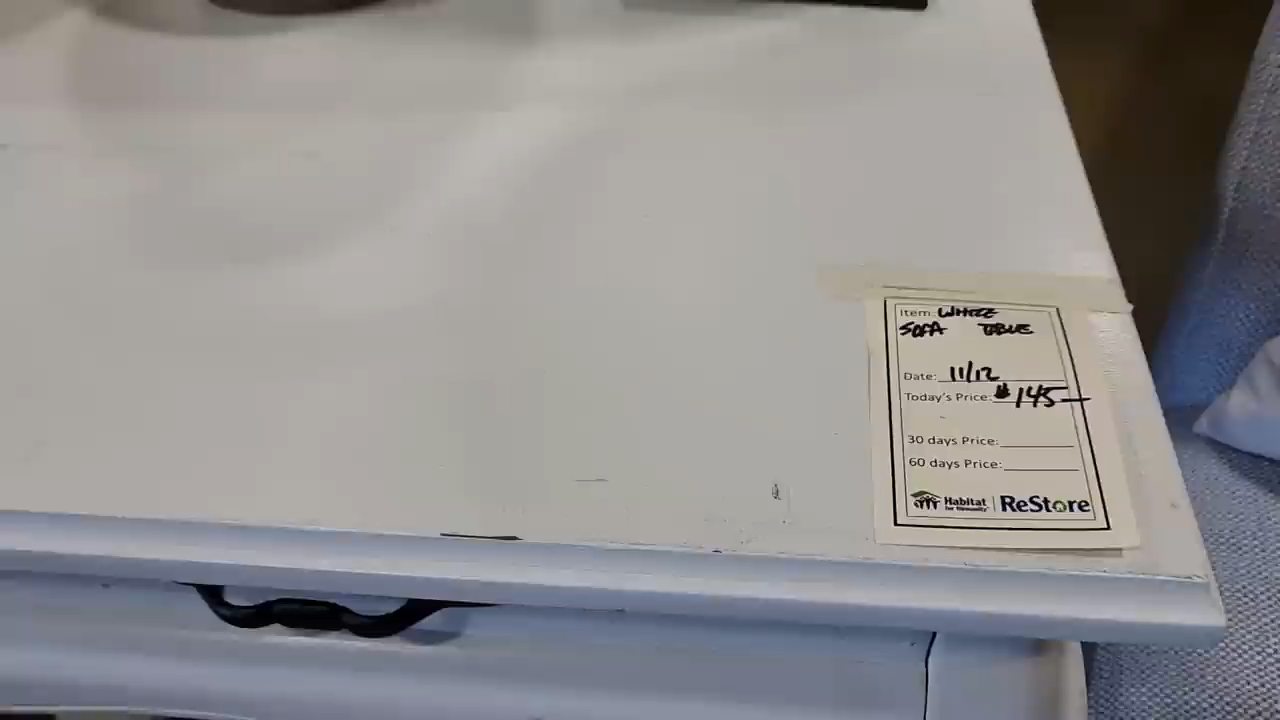 Item: WHITE
SOFA TABLE
Date: 11/12
Today's Price: $145—
30 days Price:
60 days Price:
Habitat for Humanity | ReStore